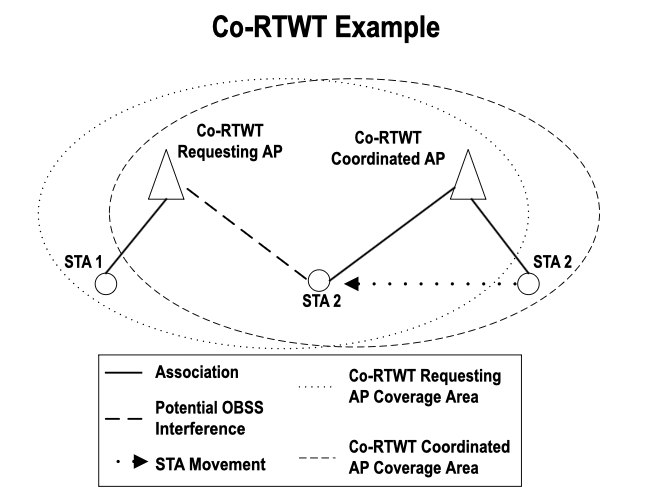 Co-RTWT Example
Co-RTWT
Requesting AP
Co-RTWT
Coordinated AP
STA 1
STA 2
STA 2
Association
Potential OBSS
Interference
STA Movement
Co-RTWT Requesting
AP Coverage Area
Co-RTWT Coordinated
AP Coverage Area